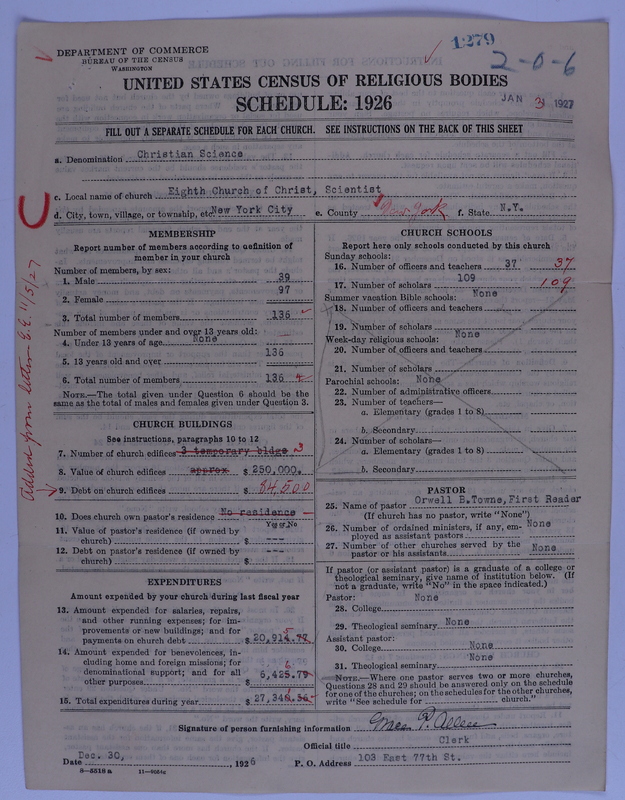 DEPARTMENT OF COMMERCE
BUREAU OF THE CENSUS
WASHINGTON
1279
2-0-6
UNITED STATES CENSUS OF RELIGIOUS BODIES
SCHEDULE: 1926
JAN 3 1927
FILL OUT A SEPARATE SCHEDULE FOR EACH CHURCH. SEE INSTRUCTIONS ON THE BACK OF THIS SHEET
a. Denomination Christian Science
c. Local name of church Eighth Church of Christ, Scientist
d. City, town, village, or township, etc. New York City e. County New York f. State N.Y.
MEMBERSHIP
Report number of members according to definition of
member in your church
Number of members, by sex:
1. Male 39
2. Female 97
3. Total number of members 136
Number of members under and over 13 years old:
4. Under 13 years of age None
5. 13 years old and over 136
6. Total number of members 136
NOTE.—The total given under Question 6 should be the
same as the total of males and females given under Question 3.
CHURCH BUILDINGS
See instructions, paragraphs 10 to 12
7. Number of church edifices 3 temporary bldgs 3
8. Value of church edifices approx $250,000.
9. Debt on church edifices $ 84,500
10. Does church own pastor's residence No residence
Yes, No
11. Value of pastor's residence (if owned by
church) $ ---
12. Debt on pastor's residence (if owned by
church) $ ---
EXPENDITURES
Amount expended by your church during last fiscal year
13. Amount expended for salaries, repairs,
and other running expenses; for im-
provements or new buildings; and for
payments on church debt $20,914.77 5
14. Amount expended for benevolences, in-
cluding home and foreign missions; for
denominational support; and for all
other purposes $ 6,425.79 6
15. Total expenditures during year $27,340.56
CHURCH SCHOOLS
Report here only schools conducted by this church
Sunday schools:
16. Number of officers and teachers 37 37
17. Number of scholars 109 109
Summer vacation Bible schools: None
18. Number of officers and teachers
19. Number of scholars
Week-day religious schools: None
20. Number of officers and teachers
21. Number of scholars
Parochial schools: None
22. Number of administrative officers
23. Number of teachers—
a. Elementary (grades 1 to 8)
b. Secondary
24. Number of scholars—
a. Elementary (grades 1 to 8)
b. Secondary
PASTOR
25. Name of pastor Orwell B.Towne, First Reader
(If church has no pastor, write "None")
26. Number of ordained ministers, if any, em-
ployed as assistant pastors None
27. Number of other churches served by the
pastor or his assistants None
If pastor (or assistant pastor) is a graduate of a college or
theological seminary, give name of institution below. (If
not a graduate, write "No" in the space indicated.)
Pastor: None
28. College
29. Theological seminary None
Assistant pastor:
30. College None
31. Theological seminary None
NOTE.—Where one pastor serves two or more churches,
Questions 28 and 29 should be answered only on the schedule
for one of the churches; on the schedules for the other churches,
write "See schedule for church."
Signature of person furnishing information Grace P. Allen
Official title Clerk
Date Dec. 30, 1926 P. O. Address 103 East 77th St.
8—5518 a 11—9051c
Added from letter E.E. 11/5/27